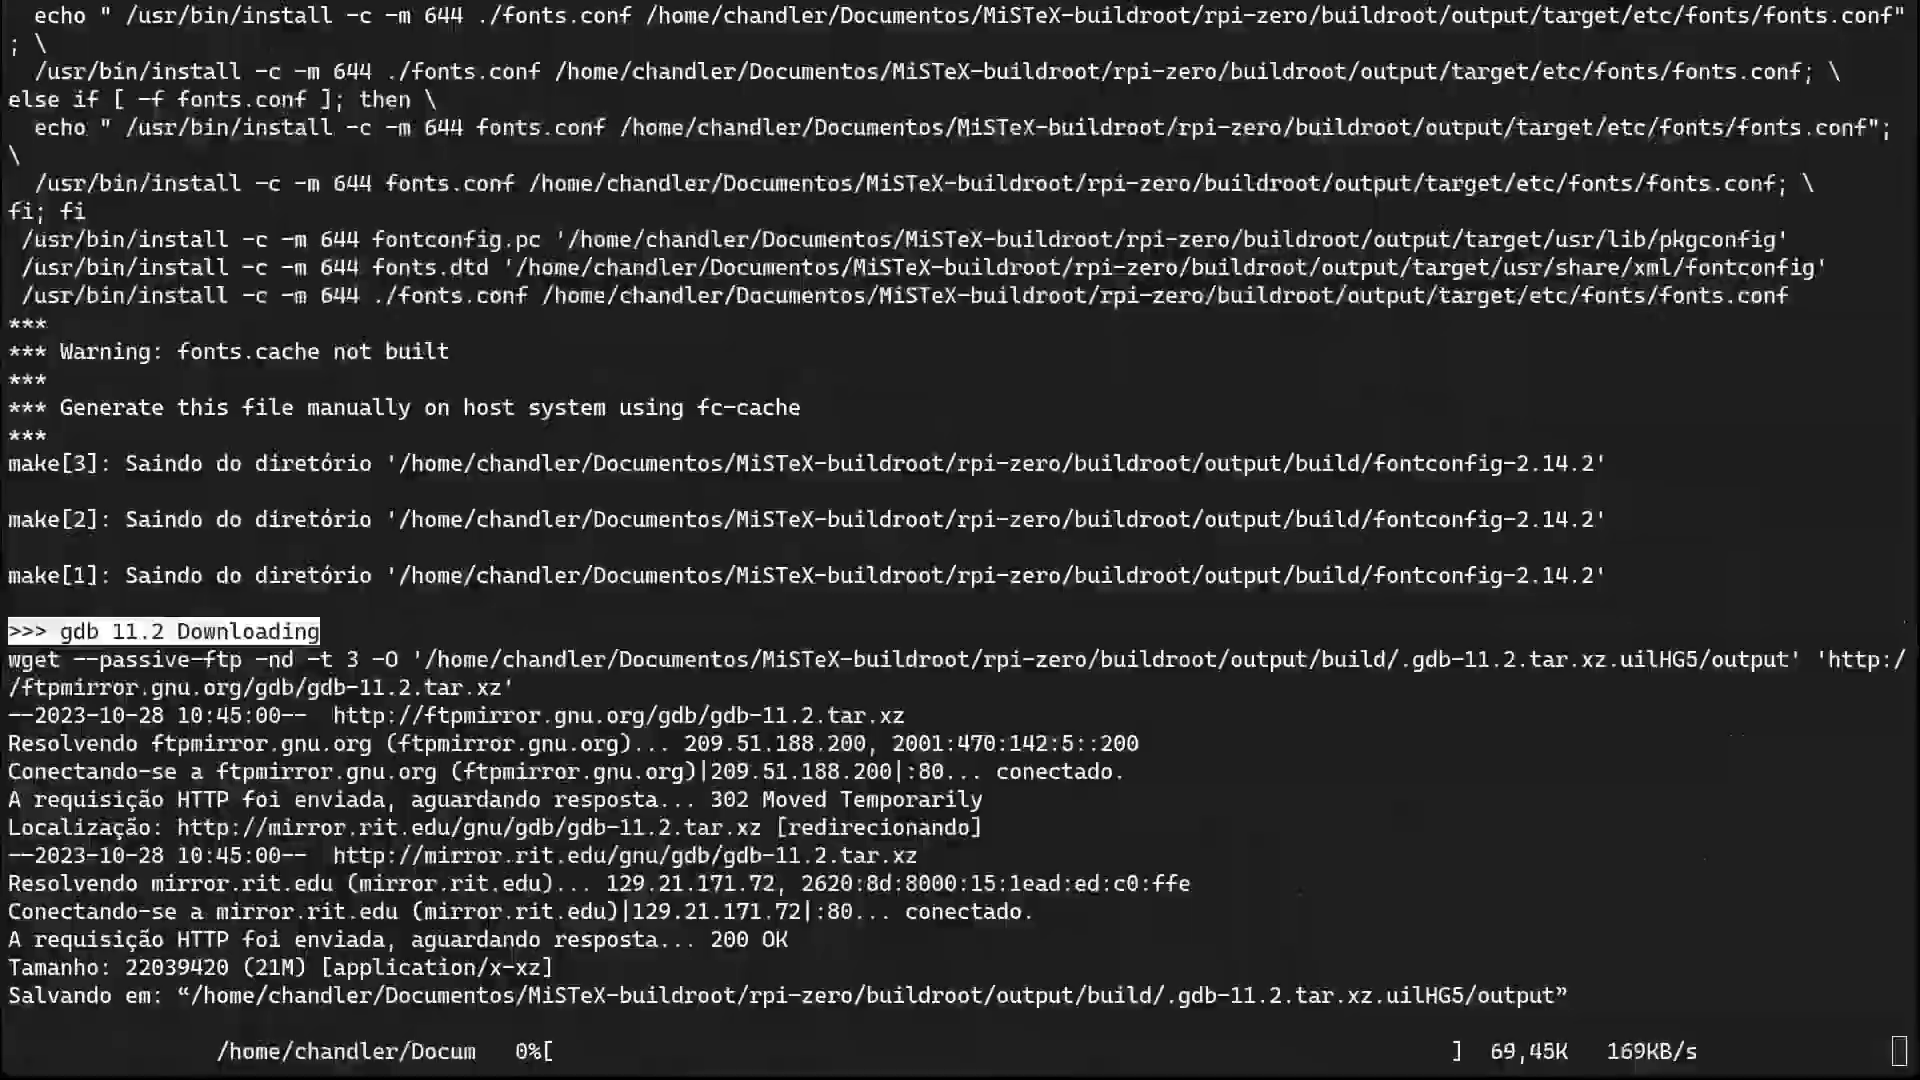 echo " /usr/bin/install -c -m 644 ./fonts.conf /home/chandler/Documentos/MiSTeX-buildroot/rpi-zero/buildroot/output/target/etc/fonts/fonts.conf"
; \
/usr/bin/install -c -m 644 ./fonts.conf /home/chandler/Documentos/MiSTeX-buildroot/rpi-zero/buildroot/output/target/etc/fonts/fonts.conf; \
else if [ -f fonts.conf ]; then \
echo " /usr/bin/install -c -m 644 fonts.conf /home/chandler/Documentos/MiSTeX-buildroot/rpi-zero/buildroot/output/target/etc/fonts/fonts.conf";
\
/usr/bin/install -c -m 644 fonts.conf /home/chandler/Documentos/MiSTeX-buildroot/rpi-zero/buildroot/output/target/etc/fonts/fonts.conf; \
fi; fi
/usr/bin/install -c -m 644 fontconfig.pc '/home/chandler/Documentos/MiSTeX-buildroot/rpi-zero/buildroot/output/target/usr/lib/pkgconfig'
/usr/bin/install -c -m 644 fonts.dtd '/home/chandler/Documentos/MiSTeX-buildroot/rpi-zero/buildroot/output/target/usr/share/xml/fontconfig'
/usr/bin/install -c -m 644 ./fonts.conf /home/chandler/Documentos/MiSTeX-buildroot/rpi-zero/buildroot/output/target/etc/fonts/fonts.conf
***
*** Warning: fonts.cache not built
***
*** Generate this file manually on host system using fc-cache
***
make[3]: Saindo do diretório '/home/chandler/Documentos/MiSTeX-buildroot/rpi-zero/buildroot/output/build/fontconfig-2.14.2'
make[2]: Saindo do diretório '/home/chandler/Documentos/MiSTeX-buildroot/rpi-zero/buildroot/output/build/fontconfig-2.14.2'
make[1]: Saindo do diretório '/home/chandler/Documentos/MiSTeX-buildroot/rpi-zero/buildroot/output/build/fontconfig-2.14.2'
>>> gdb 11.2 Downloading
wget --passive-ftp -nd -t 3 -O '/home/chandler/Documentos/MiSTeX-buildroot/rpi-zero/buildroot/output/build/.gdb-11.2.tar.xz.uilHG5/output' 'http:/
/ftpmirror.gnu.org/gdb/gdb-11.2.tar.xz'
--2023-10-28 10:45:00--  http://ftpmirror.gnu.org/gdb/gdb-11.2.tar.xz
Resolvendo ftpmirror.gnu.org (ftpmirror.gnu.org)... 209.51.188.200, 2001:470:142:5::200
Conectando-se a ftpmirror.gnu.org (ftpmirror.gnu.org)|209.51.188.200|:80... conectado.
A requisição HTTP foi enviada, aguardando resposta... 302 Moved Temporarily
Localização: http://mirror.rit.edu/gnu/gdb/gdb-11.2.tar.xz [redirecionando]
--2023-10-28 10:45:00--  http://mirror.rit.edu/gnu/gdb/gdb-11.2.tar.xz
Resolvendo mirror.rit.edu (mirror.rit.edu)... 129.21.171.72, 2620:8d:8000:15:1ead:ed:c0:ffe
Conectando-se a mirror.rit.edu (mirror.rit.edu)|129.21.171.72|:80... conectado.
A requisição HTTP foi enviada, aguardando resposta... 200 OK
Tamanho: 22039420 (21M) [application/x-xz]
Salvando em: “/home/chandler/Documentos/MiSTeX-buildroot/rpi-zero/buildroot/output/build/.gdb-11.2.tar.xz.uilHG5/output”
/home/chandler/Docum   0%[ ]  69,45K   169KB/s